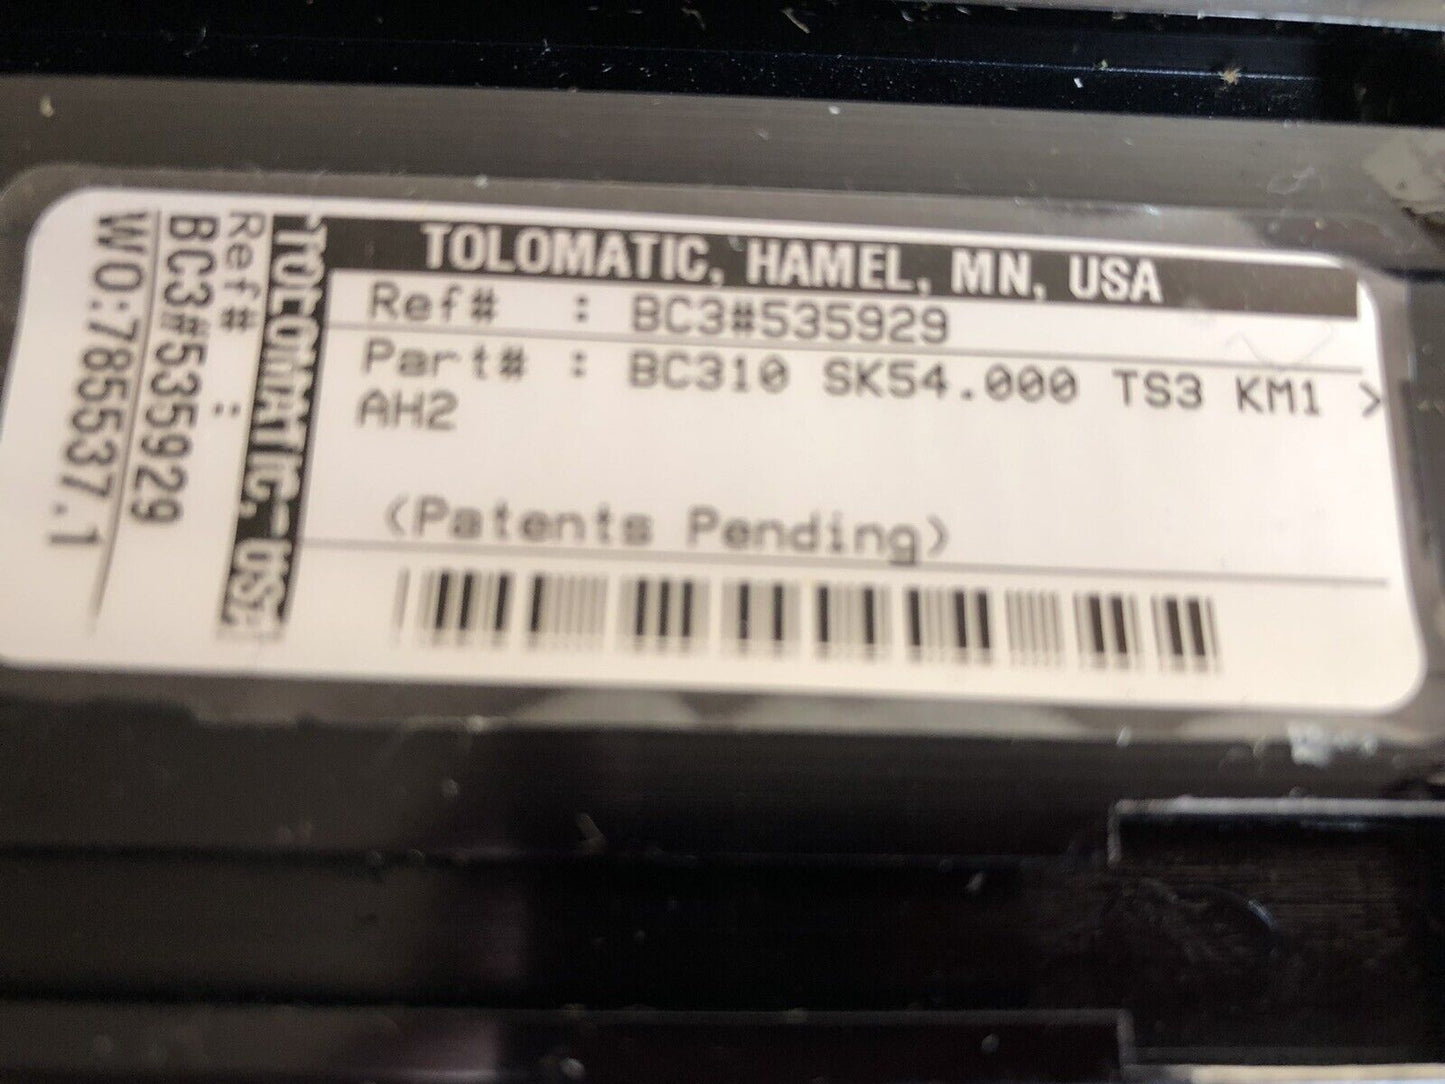 TOLOMATIC, HAMEL, MN, USA
Ref# : BC3#535929
Part# : BC310 SK54.000 TS3 KM1 >
AH2
(Patents Pending)
TOLOMATIC, USA
Ref# :
BC3#535929
WO:785537.1